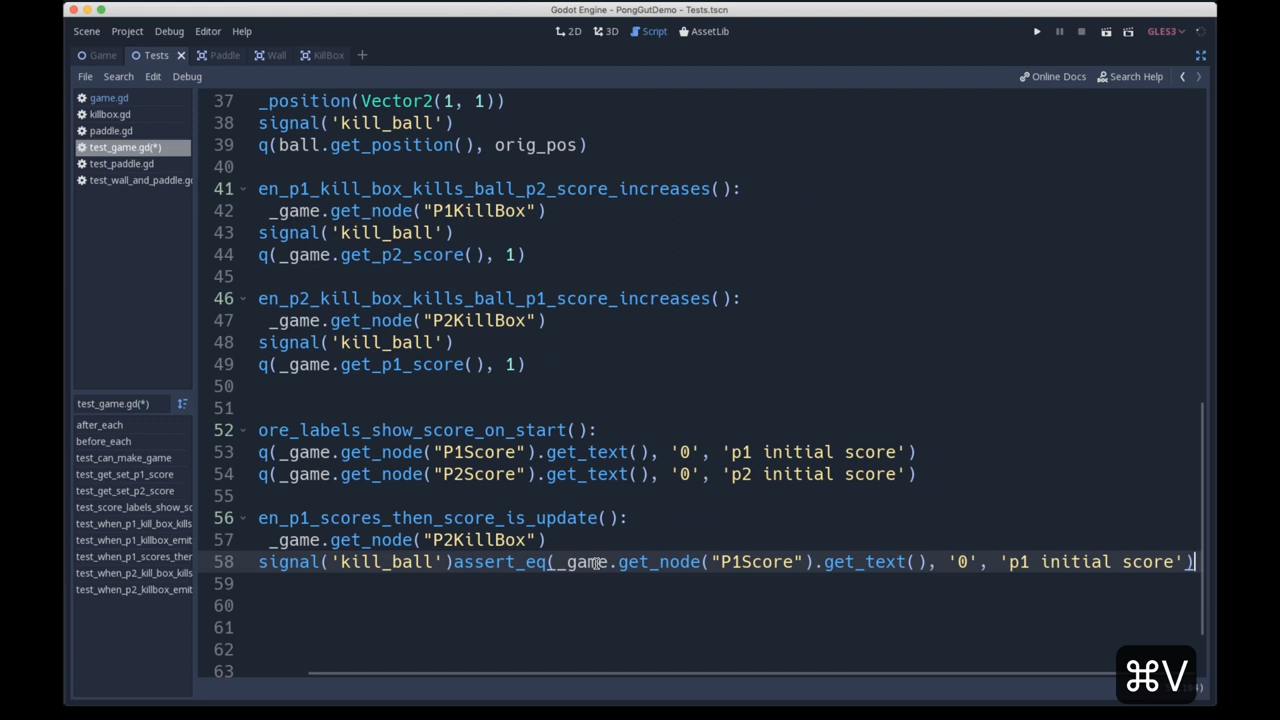 Godot Engine - PongGutDemo - Tests.tscn
Scene Project Debug Editor Help 2D 3D Script AssetLib GLES3
Game Tests Paddle Wall KillBox
File Search Edit Debug Online Docs Search Help
game.gd
killbox.gd
paddle.gd
test_game.gd(*)
test_paddle.gd
test_wall_and_paddle.gd
test_game.gd(*)
after_each
before_each
test_can_make_game
test_get_set_p1_score
test_get_set_p2_score
test_score_labels_show_sc
test_when_p1_kill_box_kills
test_when_p1_killbox_emit
test_when_p1_scores_then
test_when_p2_kill_box_kills
test_when_p2_killbox_emit
37 _position(Vector2(1, 1))
38 signal('kill_ball')
39 q(ball.get_position(), orig_pos)
40
41 en_p1_kill_box_kills_ball_p2_score_increases():
42 _game.get_node("P1KillBox")
43 signal('kill_ball')
44 q(_game.get_p2_score(), 1)
45
46 en_p2_kill_box_kills_ball_p1_score_increases():
47 _game.get_node("P2KillBox")
48 signal('kill_ball')
49 q(_game.get_p1_score(), 1)
50
51
52 ore_labels_show_score_on_start():
53 q(_game.get_node("P1Score").get_text(), '0', 'p1 initial score')
54 q(_game.get_node("P2Score").get_text(), '0', 'p2 initial score')
55
56 en_p1_scores_then_score_is_update():
57 _game.get_node("P2KillBox")
58 signal('kill_ball')assert_eq(_game.get_node("P1Score").get_text(), '0', 'p1 initial score')
59
60
61
62
63
⌘V